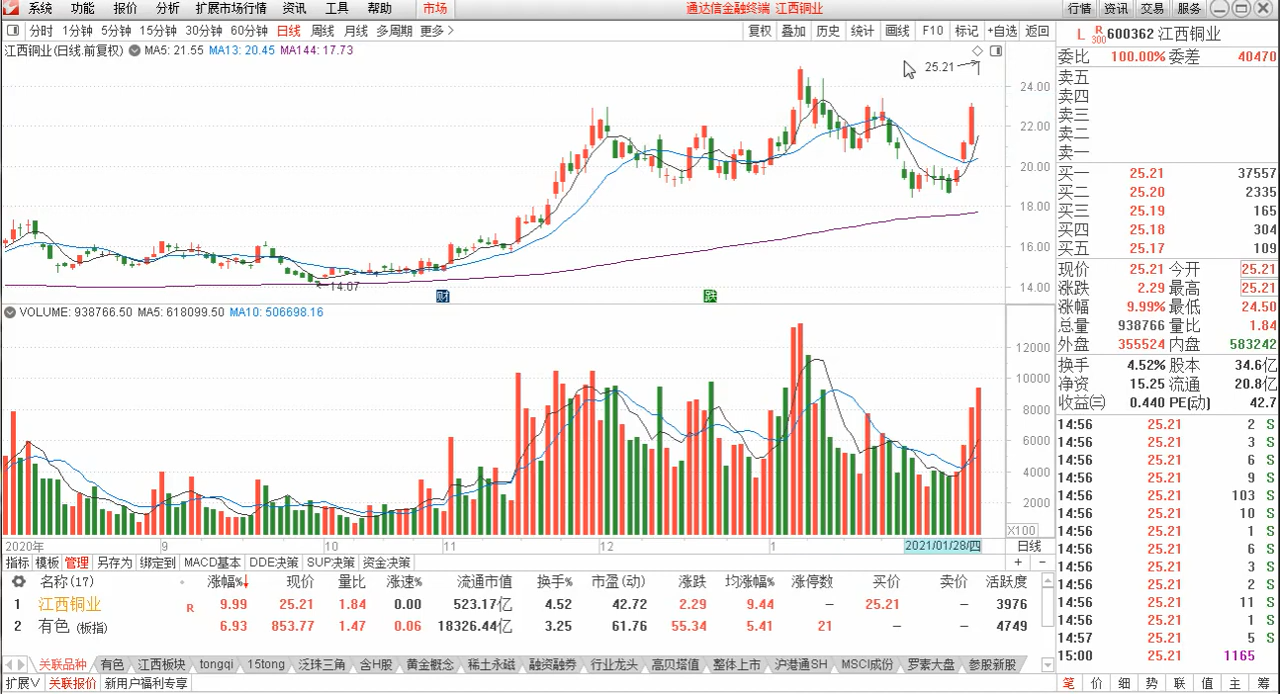 系统 功能 报价 分析 扩展市场行情 资讯 工具 帮助 市场 通达信金融终端 江西铜业 行情 资讯 交易 服务
分时 1分钟 5分钟 15分钟 30分钟 60分钟 日线 周线 月线 多周期 更多> 复权 叠加 历史 统计 画线 F10 标记 +自选 返回
L R 300 600362 江西铜业
江西铜业(日线.前复权) MA5: 21.55 MA13: 20.45 MA144: 17.73
委比 100.00% 委差 40470
25.21
卖五
24.00
卖四
卖三
22.00
卖二
卖一
20.00
买一 25.21 37557
买二 25.20 2335
18.00
买三 25.19 165
买四 25.18 304
16.00
买五 25.17 109
14.00
14.07
财 跌
现价 25.21 今开 25.21
涨跌 2.29 最高 25.21
涨幅 9.99% 最低 24.50
VOLUME: 938766.50 MA5: 618099.50 MA10: 506698.16
总量 938766 量比 1.84
外盘 355524 内盘 583242
12000
换手 4.52% 股本 34.6亿
10000
净资 15.25 流通 20.8亿
收益㈢ 0.440 PE(动) 42.7
8000
14:56 25.21 2 S
6000
14:56 25.21 3 S
14:56 25.21 6 S
4000
14:56 25.21 9 S
14:56 25.21 103 S
2000
14:56 25.21 10 S
X100
14:56 25.21 1 S
2020年 9 10 11 12 1 2021/01/28/四 日线
14:56 25.21 6 S
指标 模板 管理 另存为 绑定到 MACD基本 DDE决策 SUP决策 资金决策 + -
14:56 25.21 3 S
名称(17) 涨幅%↓ 现价 量比 涨速% 流通市值 换手% 市盈(动) 涨跌 均涨幅% 涨停数 买价 卖价 活跃度
14:56 25.21 2 S
1 江西铜业 R 9.99 25.21 1.84 0.00 523.17亿 4.52 42.72 2.29 9.44 – 25.21 – 3976
14:56 25.21 11 S
14:56 25.21 1 S
2 有色(板指) 6.93 853.77 1.47 0.06 18326.44亿 3.25 61.76 55.34 5.41 21 – – 4749
14:57 25.21 5 S
15:00 25.21 1165
关联品种 有色 江西板块 tongqi 15tong 泛珠三角 含H股 黄金概念 稀土永磁 融资融券 行业龙头 高贝塔值 整体上市 沪港通SH MSCI成份 罗素大盘 参股新股
扩展∨ 关联报价 新用户福利专享 笔 价 细 势 联 值 主 筹